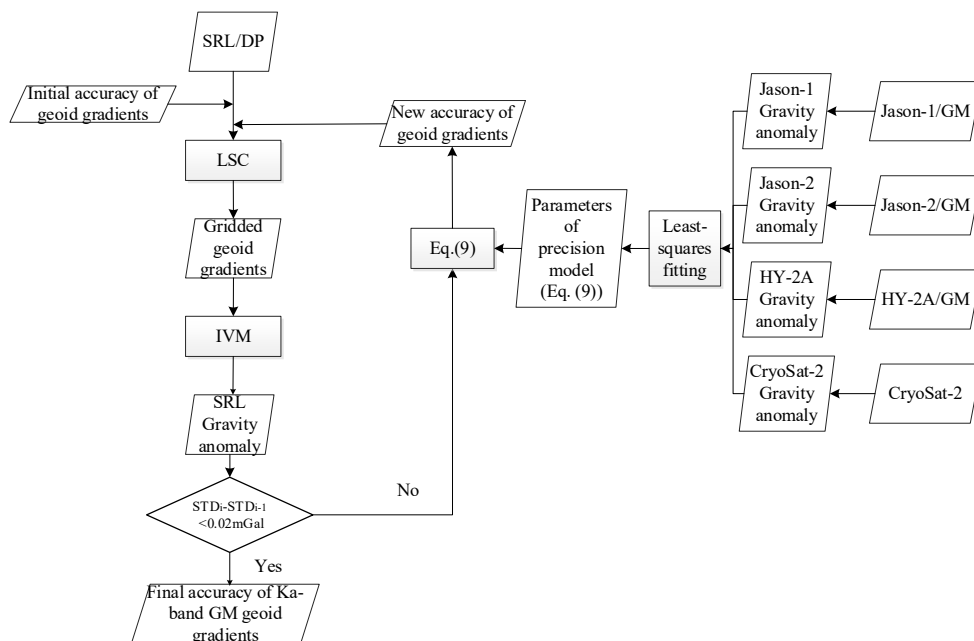 SRL/DP
Initial accuracy of
geoid gradients
New accuracy
of geoid gradients
LSC
Gridded
geoid
gradients
IVM
SRL
Gravity
anomaly
STDi-STDi-1
<0.02mGal
No
Yes
Final accuracy of Ka-
band GM geoid
gradients
Eq.(9)
Parameters
of
precision
model
(Eq. (9))
Least-
squares
fitting
Jason-1
Gravity
anomaly
Jason-1/GM
Jason-2
Gravity
anomaly
Jason-2/GM
HY-2A
Gravity
anomaly
HY-2A/GM
CryoSat-2
Gravity
anomaly
CryoSat-2